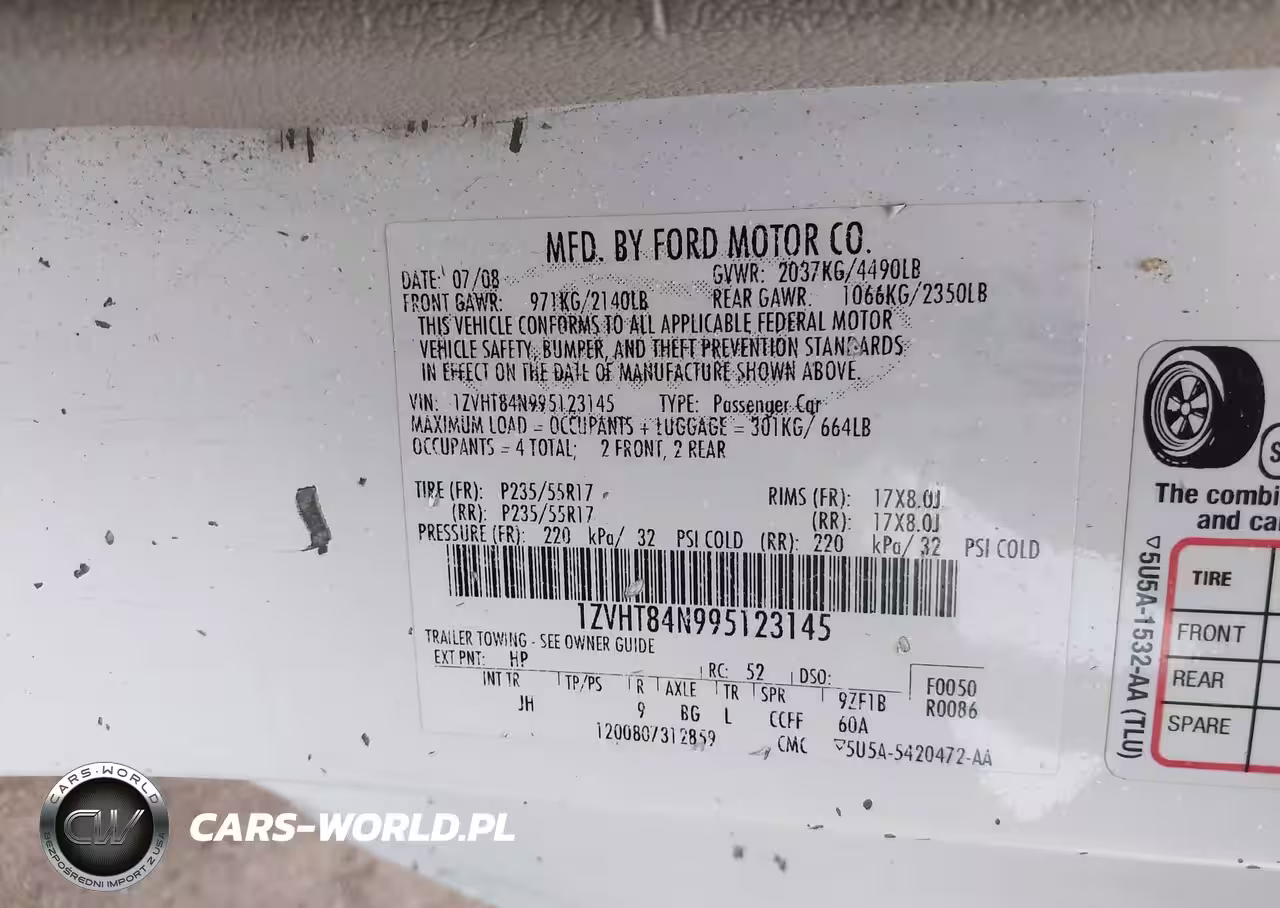 MFD. BY FORD MOTOR CO.
DATE: 07/08 GVWR: 2037KG/4490LB
FRONT GAWR: 971KG/2140LB REAR GAWR: 1066KG/2350LB
THIS VEHICLE CONFORMS TO ALL APPLICABLE FEDERAL MOTOR
VEHICLE SAFETY, BUMPER, AND THEFT PREVENTION STANDARDS
IN EFFECT ON THE DATE OF MANUFACTURE SHOWN ABOVE.
VIN: 1ZVHT84N995123145 TYPE: Passenger Car
MAXIMUM LOAD = OCCUPANTS + LUGGAGE = 301KG/ 664LB
OCCUPANTS = 4 TOTAL; 2 FRONT, 2 REAR
TIRE (FR): P235/55R17 RIMS (FR): 17X8.0J
(RR): P235/55R17 (RR): 17X8.0J
PRESSURE (FR): 220 kPa/ 32 PSI COLD (RR): 220 kPa/ 32 PSI COLD
1ZVHT84N995123145
TRAILER TOWING - SEE OWNER GUIDE
EXT PNT: HP RC: 52 DSO:
INT TR TP/PS R AXLE TR SPR 9ZF1B F0050
JH 9 BG L CCFF 60A R0086
1200807312859 CMC ▽5U5A-5420472-AA
The combi
and ca
▽5U5A-1532-AA (TLU)
TIRE
FRONT
REAR
SPARE
CARS-WORLD
CW
BEZPOŚREDNI IMPORT Z USA
CARS-WORLD.PL